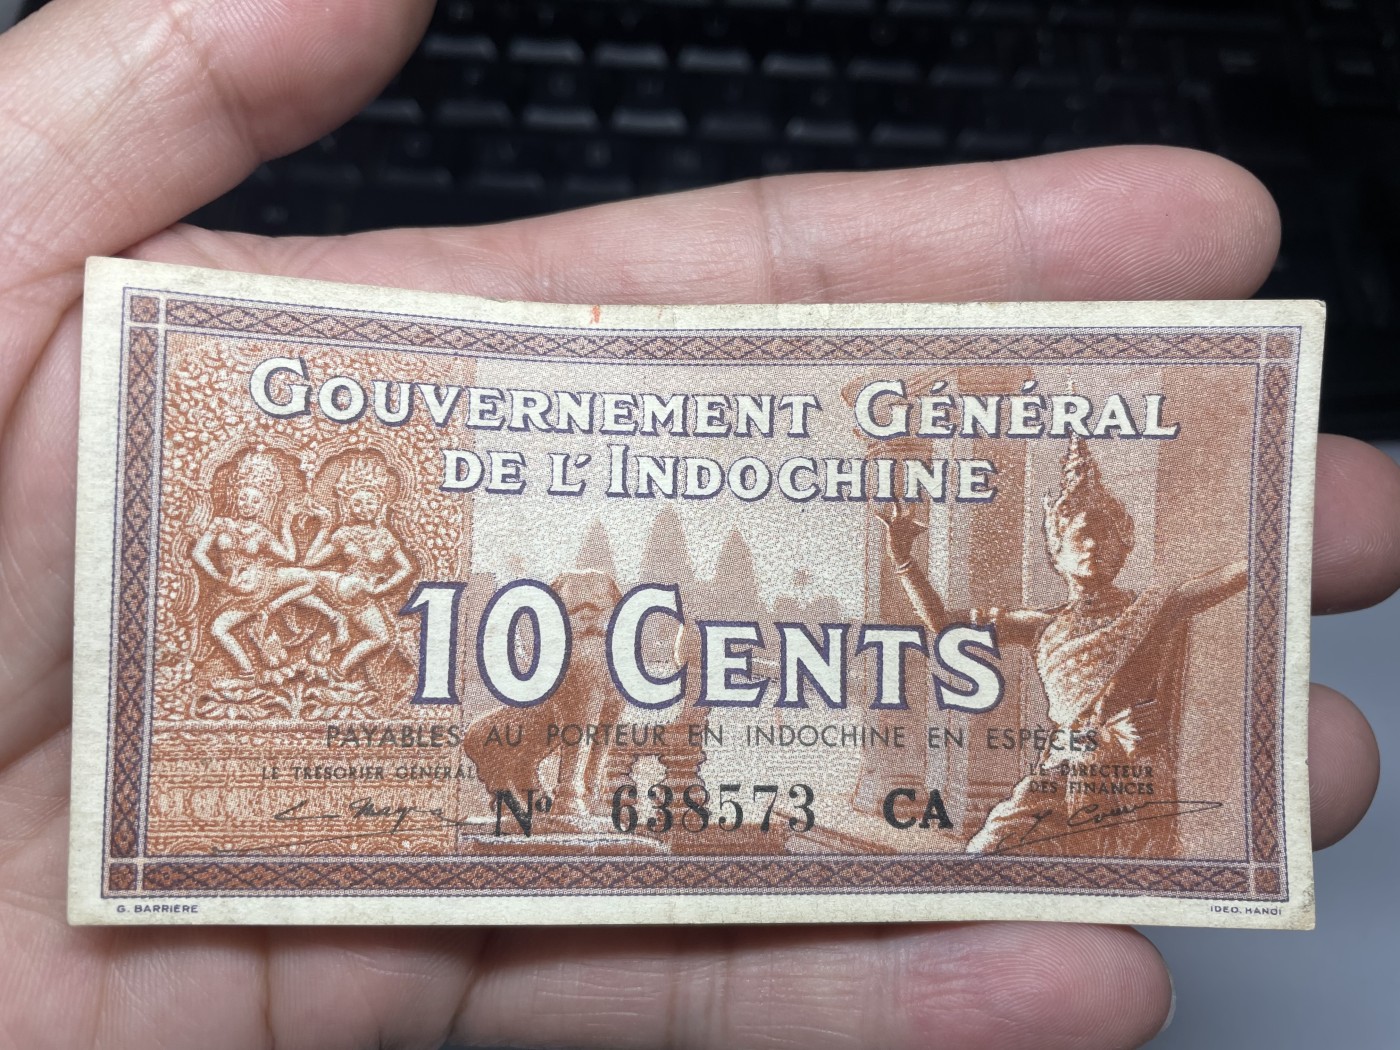 GOUVERNEMENT GÉNÉRAL
DE L'INDOCHINE
10 CENTS
PAYABLES AU PORTEUR EN INDOCHINE EN ESPÈCES
LE TRÉSORIER GÉNÉRAL
LE DIRECTEUR
DES FINANCES
No 638573 CA
G. BARRIÈRE
IDEO. HANOI